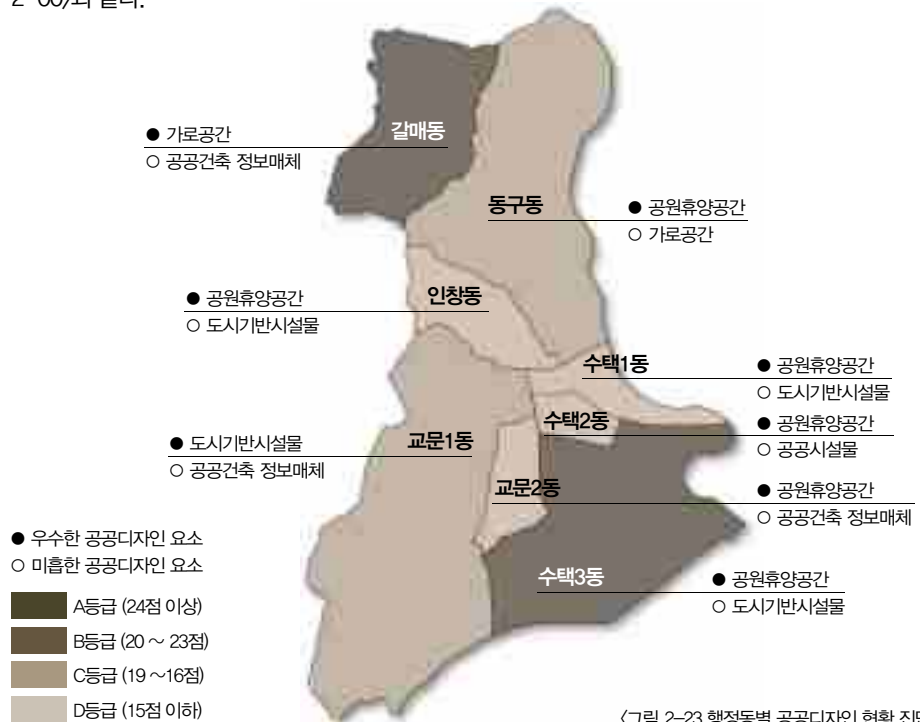 ● 가로공간
갈매동
○ 공공건축 정보매체
동구동
● 공원휴양공간
○ 가로공간
● 공원휴양공간
인창동
○ 도시기반시설물
수택1동
● 공원휴양공간
○ 도시기반시설물
수택2동
● 공원휴양공간
○ 공공시설물
● 도시기반시설물
교문1동
○ 공공건축 정보매체
교문2동
● 공원휴양공간
○ 공공건축 정보매체
수택3동
● 공원휴양공간
○ 도시기반시설물
● 우수한 공공디자인 요소
○ 미흡한 공공디자인 요소
A등급 (24점 이상)
B등급 (20 ~ 23점)
C등급 (19 ~16점)
D등급 (15점 이하)
〈그림 2-23 행정동별 공공디자인 현황